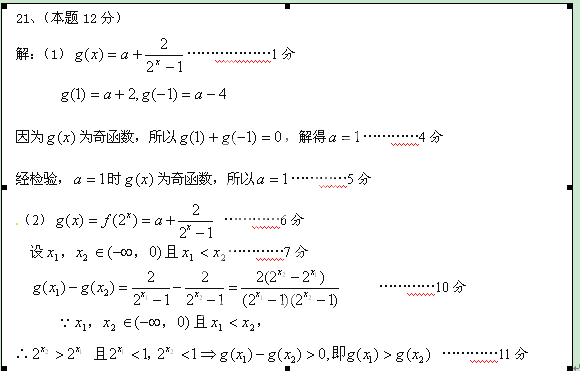 21、（本题 12 分）
解：（1） g(x) = a + 2/(2^x − 1) ………………1 分
g(1) = a + 2, g(−1) = a − 4
因为 g(x) 为奇函数，所以 g(1) + g(−1) = 0，解得 a = 1 …………4 分
经检验，a = 1 时 g(x) 为奇函数，所以 a = 1 …………5 分
（2） g(x) = f(2^x) = a + 2/(2^x − 1) …………6 分
设 x₁，x₂ ∈ (−∞，0) 且 x₁ < x₂ …………7 分
g(x₁) − g(x₂) = 2/(2^{x₁} − 1) − 2/(2^{x₂} − 1) = 2(2^{x₂} − 2^{x₁})/((2^{x₁} − 1)(2^{x₂} − 1)) …………10 分
∵ x₁，x₂ ∈ (−∞，0) 且 x₁ < x₂，
∴ 2^{x₂} > 2^{x₁} 且 2^{x₁} < 1，2^{x₂} < 1 ⇒ g(x₁) − g(x₂) > 0, 即 g(x₁) > g(x₂) …………11 分